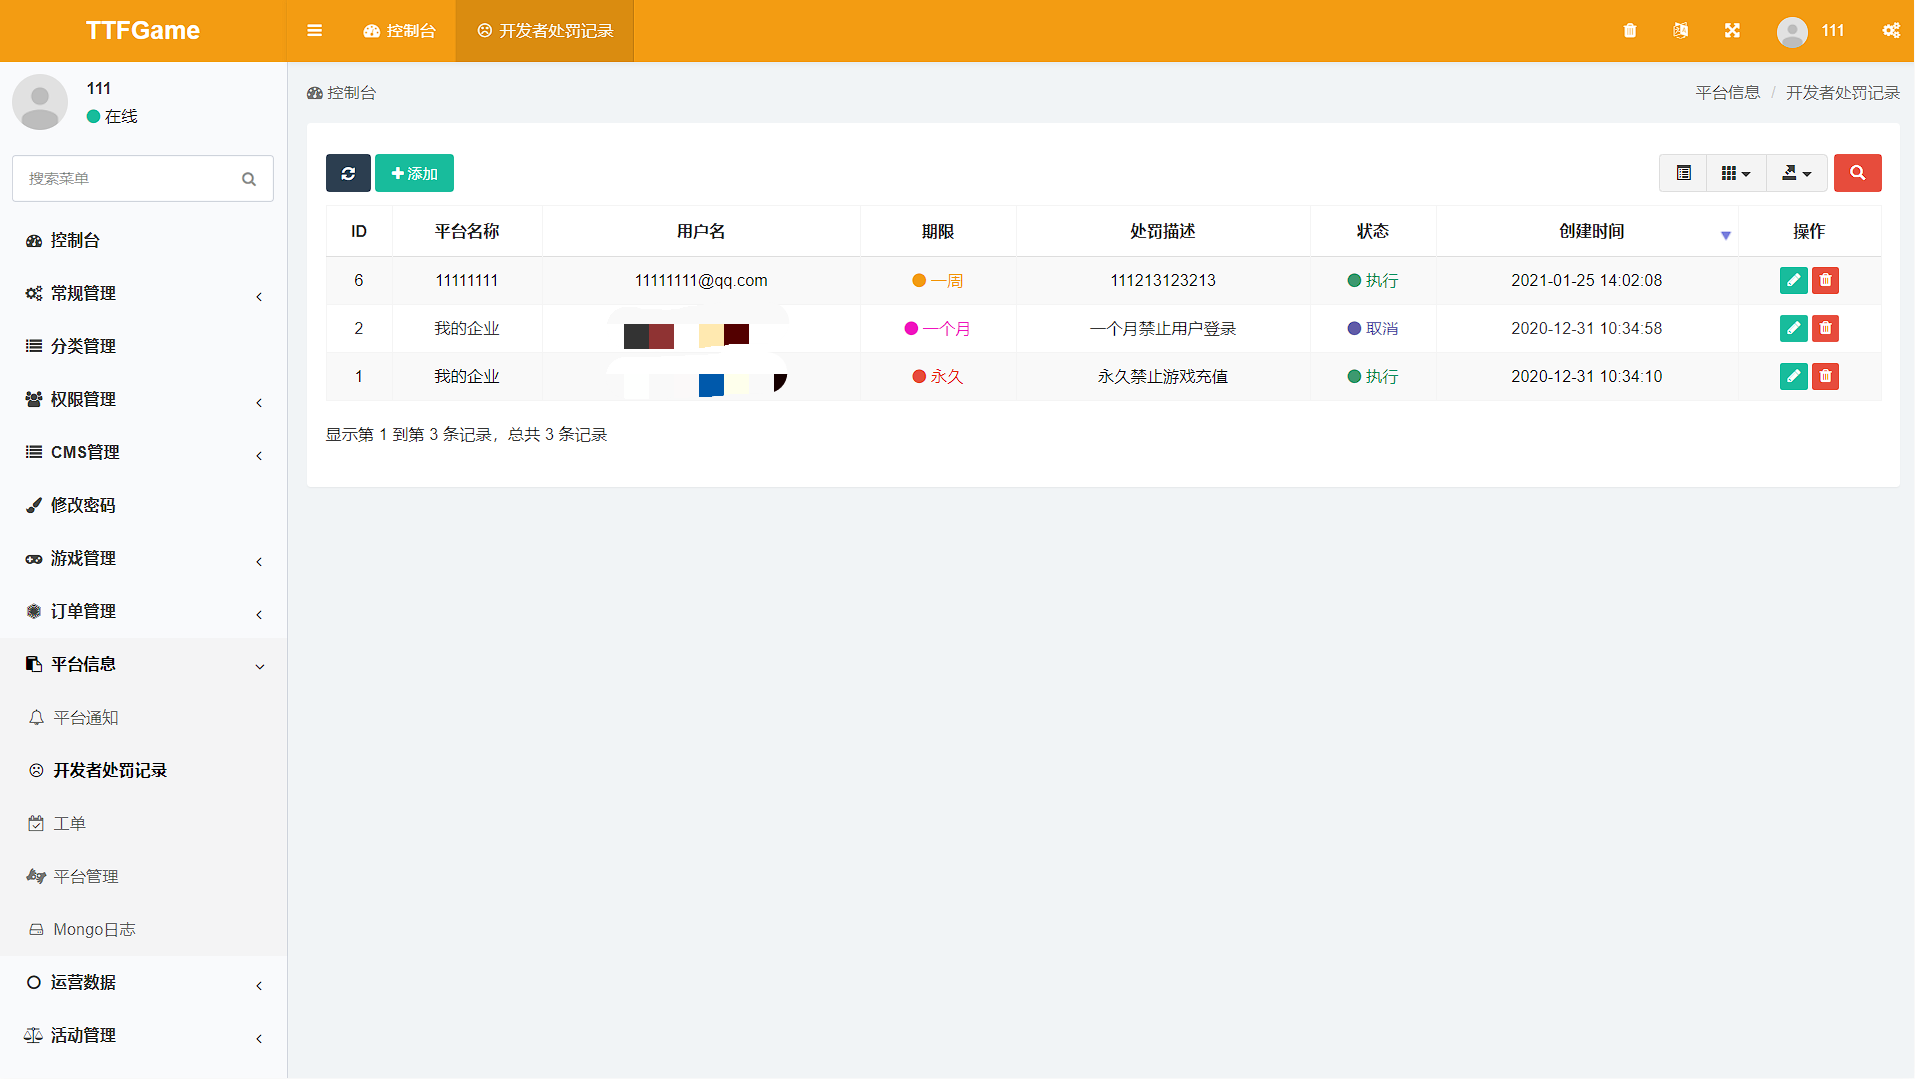 TTFGame
控制台
开发者处罚记录
111
111
在线
搜索菜单
控制台
常规管理
分类管理
权限管理
CMS管理
修改密码
游戏管理
订单管理
平台信息
平台通知
开发者处罚记录
工单
平台管理
Mongo日志
运营数据
活动管理
控制台
平台信息 / 开发者处罚记录
添加
ID 平台名称 用户名 期限 处罚描述 状态 创建时间 操作
6 11111111 11111111@qq.com 一周 111213123213 执行 2021-01-25 14:02:08
2 我的企业 一个月 一个月禁止用户登录 取消 2020-12-31 10:34:58
1 我的企业 永久 永久禁止游戏充值 执行 2020-12-31 10:34:10
显示第 1 到第 3 条记录，总共 3 条记录